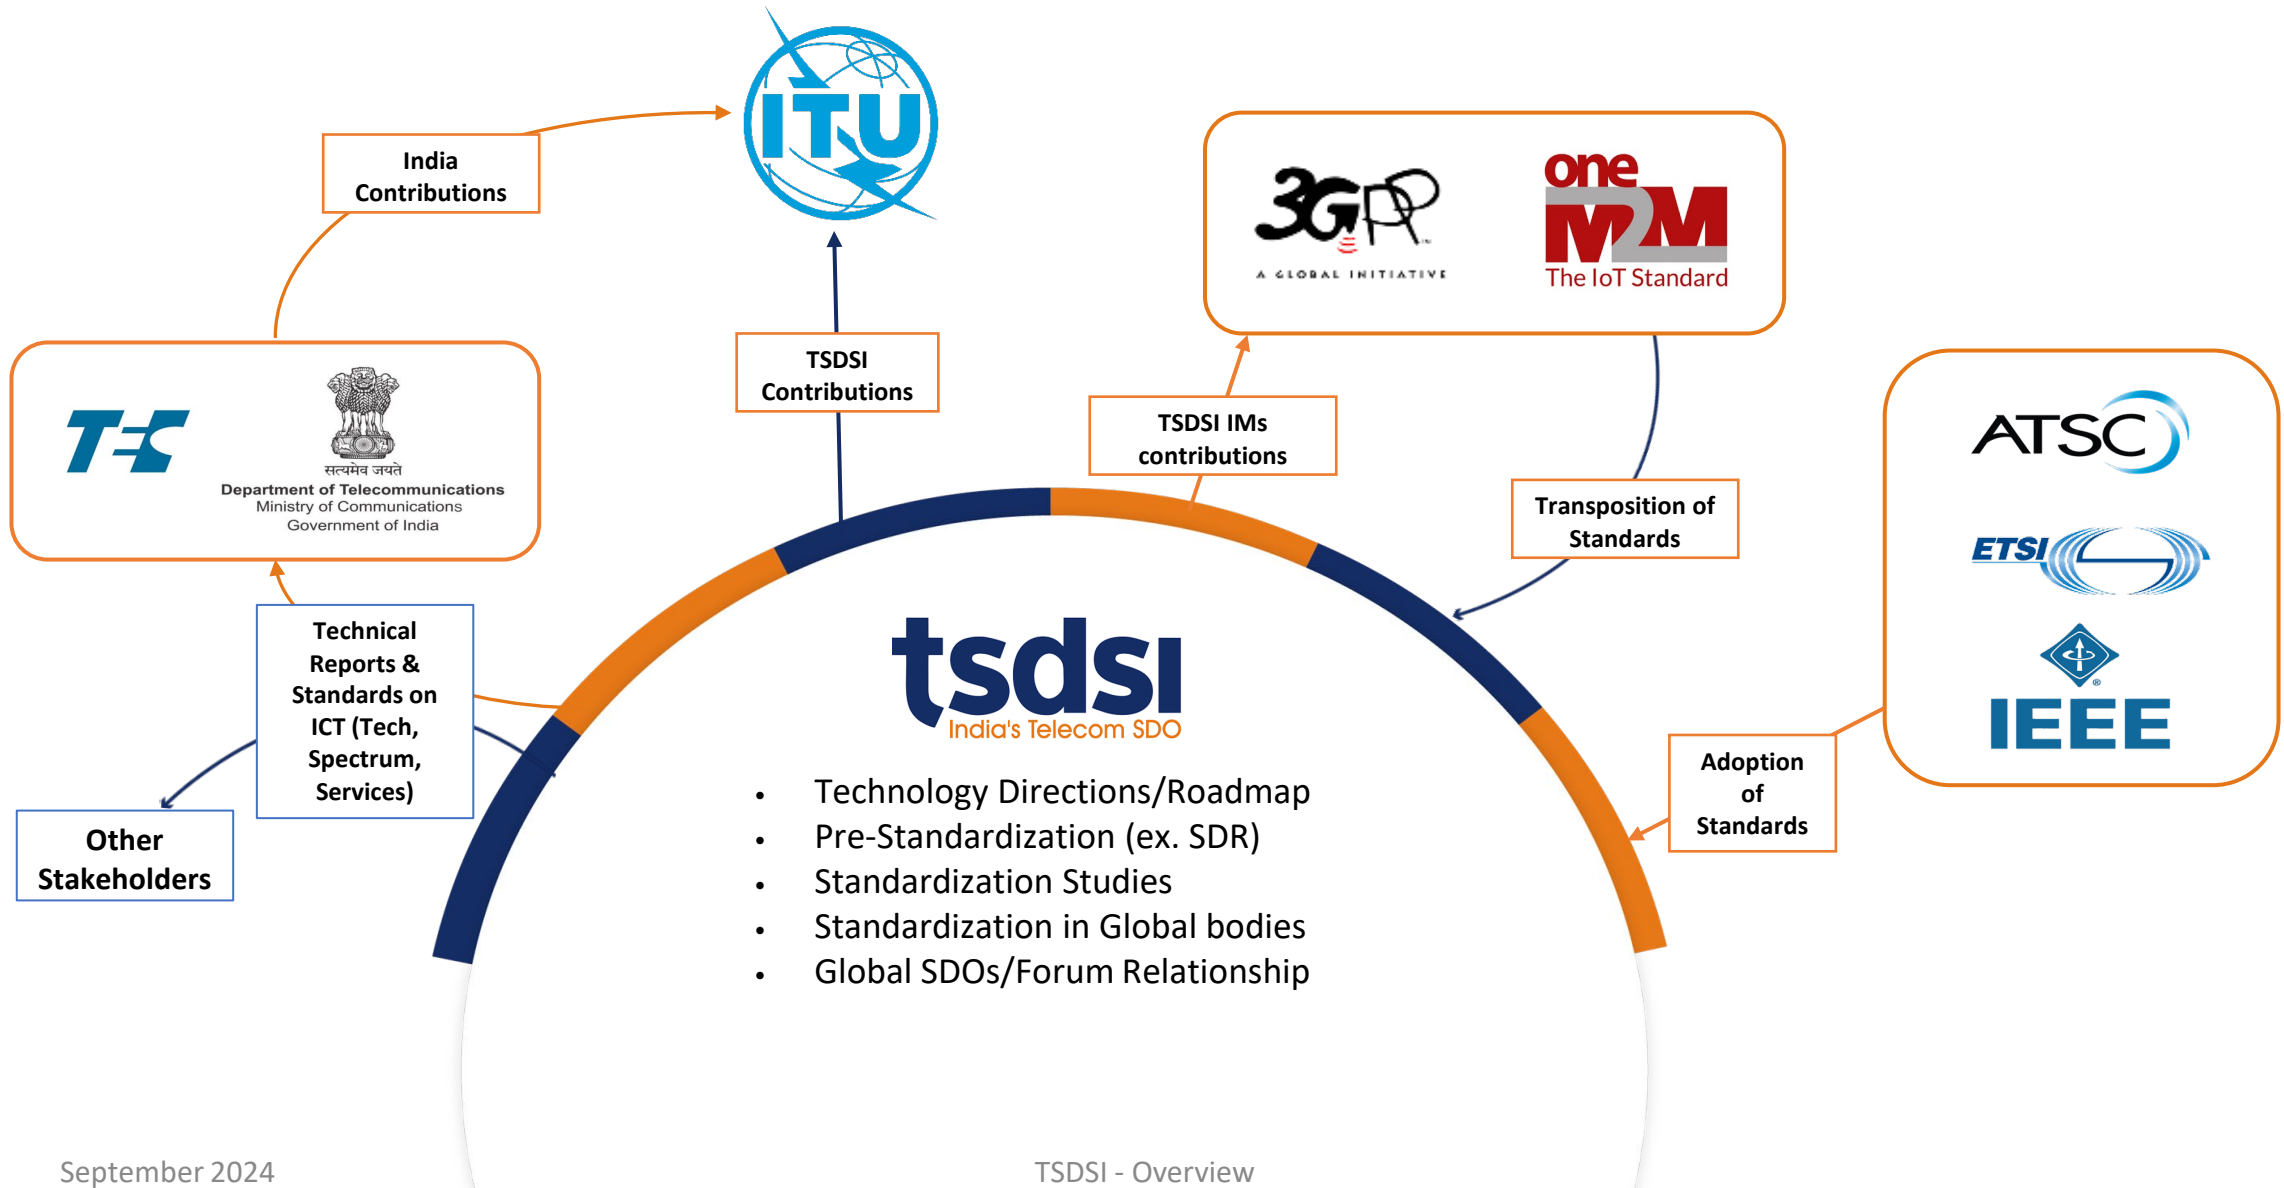 ITU
India
Contributions
3GPP
A GLOBAL INITIATIVE
one
M2M
The IoT Standard
TSDSI
Contributions
TEC
सत्यमेव जयते
Department of Telecommunications
Ministry of Communications
Government of India
TSDSI IMs
contributions
ATSC
ETSI
IEEE
®
Transposition of
Standards
Technical
Reports &
Standards on
ICT (Tech,
Spectrum,
Services)
Other
Stakeholders
tsdsi
India's Telecom SDO
Adoption
of
Standards
• Technology Directions/Roadmap
• Pre-Standardization (ex. SDR)
• Standardization Studies
• Standardization in Global bodies
• Global SDOs/Forum Relationship
September 2024
TSDSI - Overview